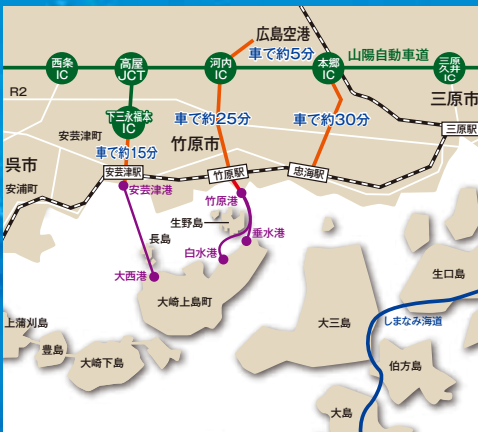 広島空港
車で約5分
山陽自動車道
西条
IC
高屋
JCT
河内
IC
本郷
IC
三原
久井
IC
R2
下三永福本
IC
三原市
安芸津町
車で約15分
車で約25分
車で約30分
三原駅
竹原市
呉市
安浦町
安芸津駅
竹原駅
忠海駅
安芸津港
竹原港
生野島
垂水港
長島
白水港
大西港
生口島
大崎上島町
大三島
しまなみ海道
上蒲刈島
豊島
大崎下島
伯方島
大島